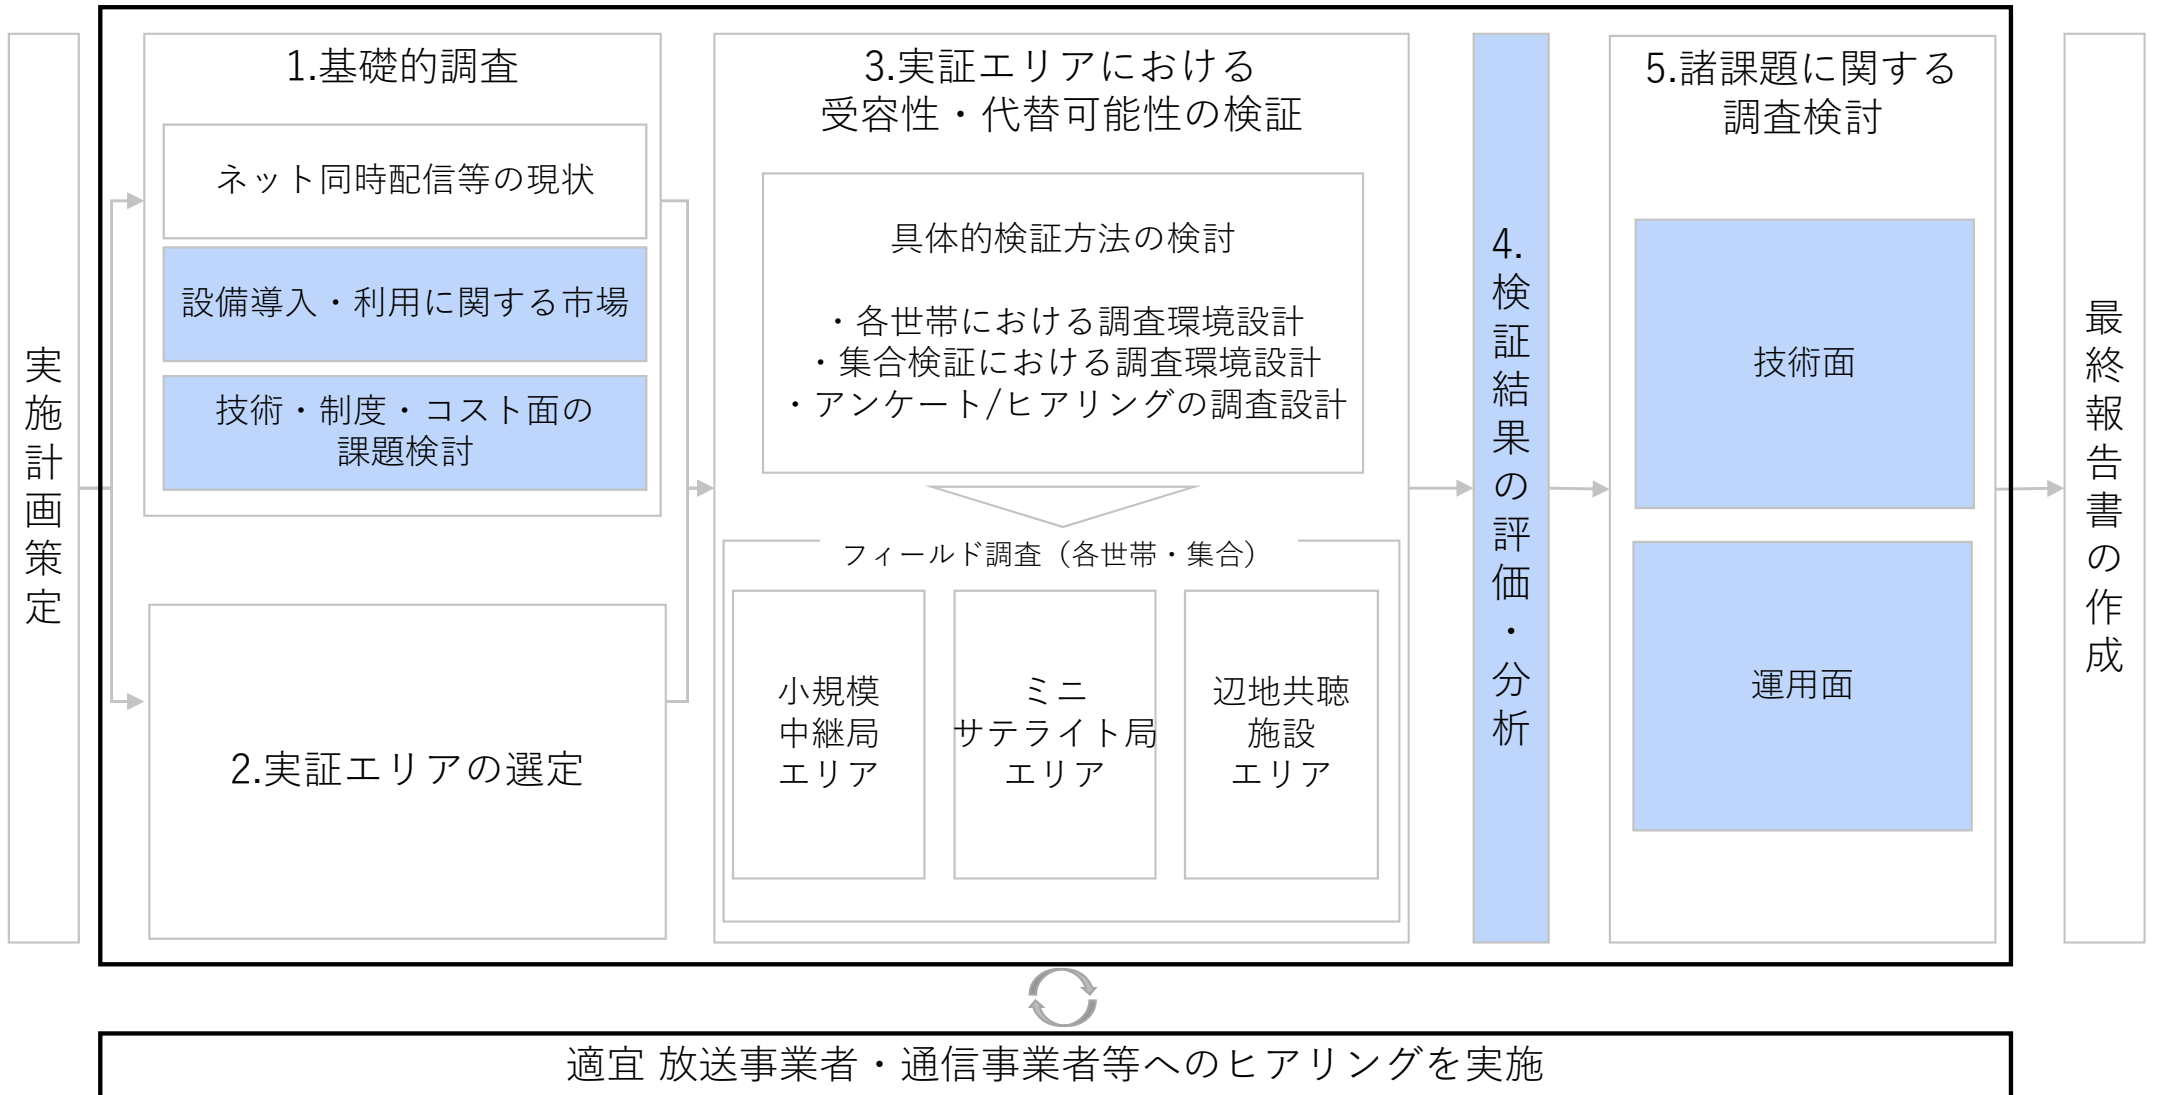 実施計画策定
1.基礎的調査
ネット同時配信等の現状
設備導入・利用に関する市場
技術・制度・コスト面の
課題検討
2.実証エリアの選定
3.実証エリアにおける
受容性・代替可能性の検証
具体的検証方法の検討
・各世帯における調査環境設計
・集合検証における調査環境設計
・アンケート/ヒアリングの調査設計
フィールド調査（各世帯・集合）
小規模
中継局
エリア
ミニ
サテライト局
エリア
辺地共聴
施設
エリア
4.検証結果の評価・分析
5.諸課題に関する
調査検討
技術面
運用面
最終報告書の作成
適宜 放送事業者・通信事業者等へのヒアリングを実施